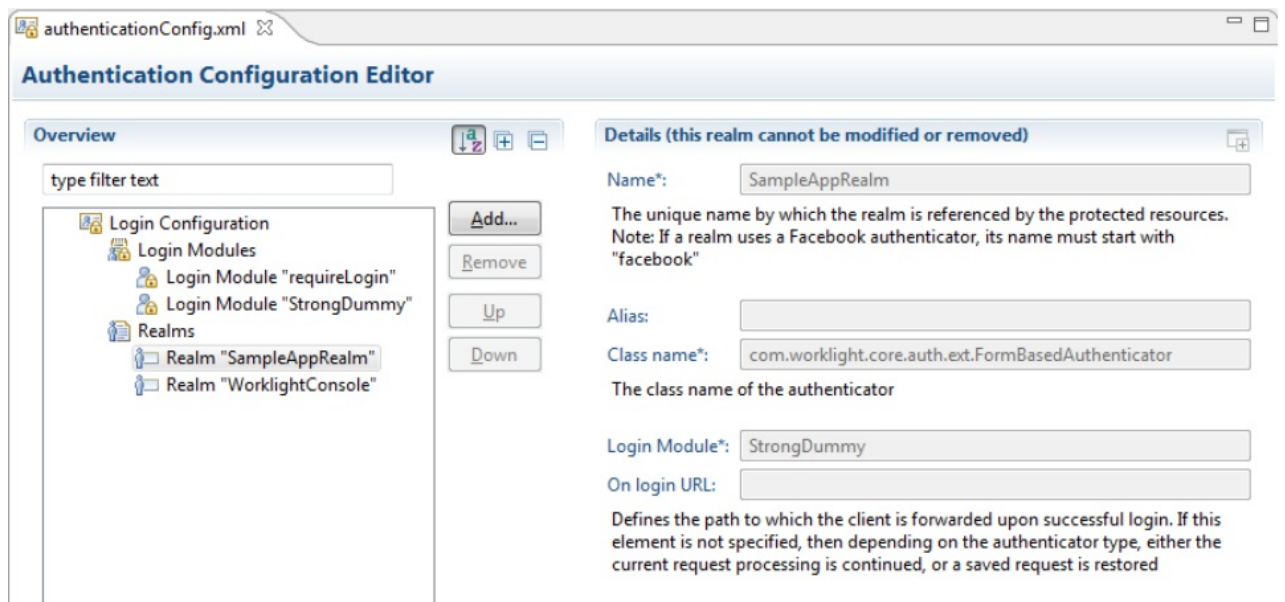 authenticationConfig.xml
Authentication Configuration Editor
Overview
type filter text
Login Configuration
Login Modules
Login Module "requireLogin"
Login Module "StrongDummy"
Realms
Realm "SampleAppRealm"
Realm "WorklightConsole"
Add...
Remove
Up
Down
Details (this realm cannot be modified or removed)
Name*: SampleAppRealm
The unique name by which the realm is referenced by the protected resources.
Note: If a realm uses a Facebook authenticator, its name must start with
"facebook"
Alias:
Class name*: com.worklight.core.auth.ext.FormBasedAuthenticator
The class name of the authenticator
Login Module*: StrongDummy
On login URL:
Defines the path to which the client is forwarded upon successful login. If this
element is not specified, then depending on the authenticator type, either the
current request processing is continued, or a saved request is restored